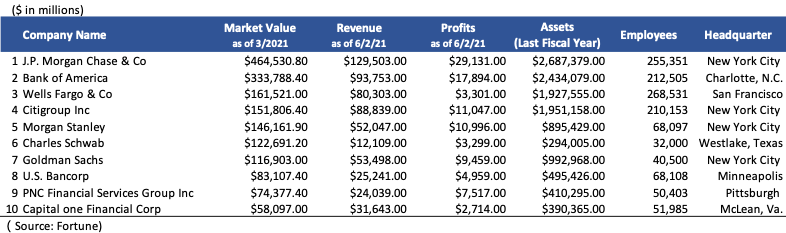 ($ in millions)
Company Name Market Value as of 3/2021 Revenue as of 6/2/21 Profits as of 6/2/21 Assets (Last Fiscal Year) Employees Headquarter
1 J.P. Morgan Chase & Co $464,530.80 $129,503.00 $29,131.00 $2,687,379.00 255,351 New York City
2 Bank of America $333,788.40 $93,753.00 $17,894.00 $2,434,079.00 212,505 Charlotte, N.C.
3 Wells Fargo & Co $161,521.00 $80,303.00 $3,301.00 $1,927,555.00 268,531 San Francisco
4 Citigroup Inc $151,806.40 $88,839.00 $11,047.00 $1,951,158.00 210,153 New York City
5 Morgan Stanley $146,161.90 $52,047.00 $10,996.00 $895,429.00 68,097 New York City
6 Charles Schwab $122,691.20 $12,109.00 $3,299.00 $294,005.00 32,000 Westlake, Texas
7 Goldman Sachs $116,903.00 $53,498.00 $9,459.00 $992,968.00 40,500 New York City
8 U.S. Bancorp $83,107.40 $25,241.00 $4,959.00 $495,426.00 68,108 Minneapolis
9 PNC Financial Services Group Inc $74,377.40 $24,039.00 $7,517.00 $410,295.00 50,403 Pittsburgh
10 Capital one Financial Corp $58,097.00 $31,643.00 $2,714.00 $390,365.00 51,985 McLean, Va.
( Source: Fortune)